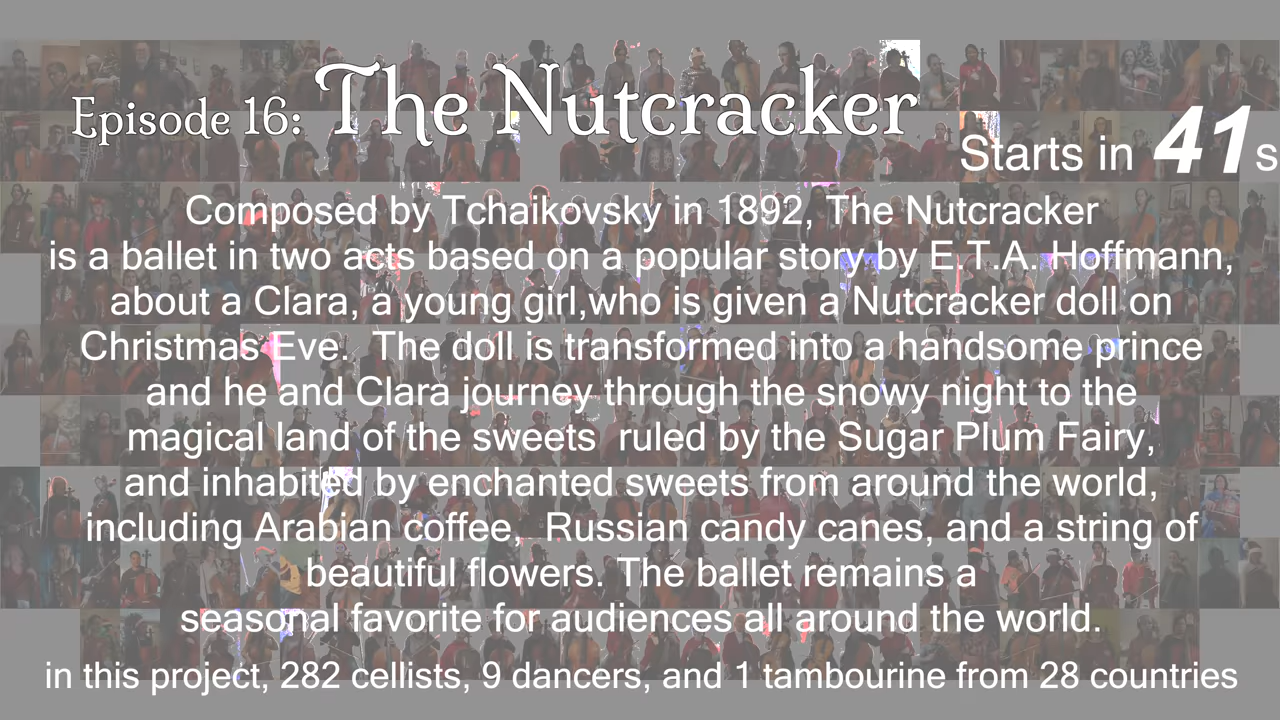 Episode 16: The Nutcracker
Starts in 41s
Composed by Tchaikovsky in 1892, The Nutcracker
is a ballet in two acts based on a popular story by E.T.A. Hoffmann,
about a Clara, a young girl,who is given a Nutcracker doll on
Christmas Eve.  The doll is transformed into a handsome prince
and he and Clara journey through the snowy night to the
magical land of the sweets  ruled by the Sugar Plum Fairy,
and inhabited by enchanted sweets from around the world,
including Arabian coffee,  Russian candy canes, and a string of
beautiful flowers. The ballet remains a
seasonal favorite for audiences all around the world.
in this project, 282 cellists, 9 dancers, and 1 tambourine from 28 countries